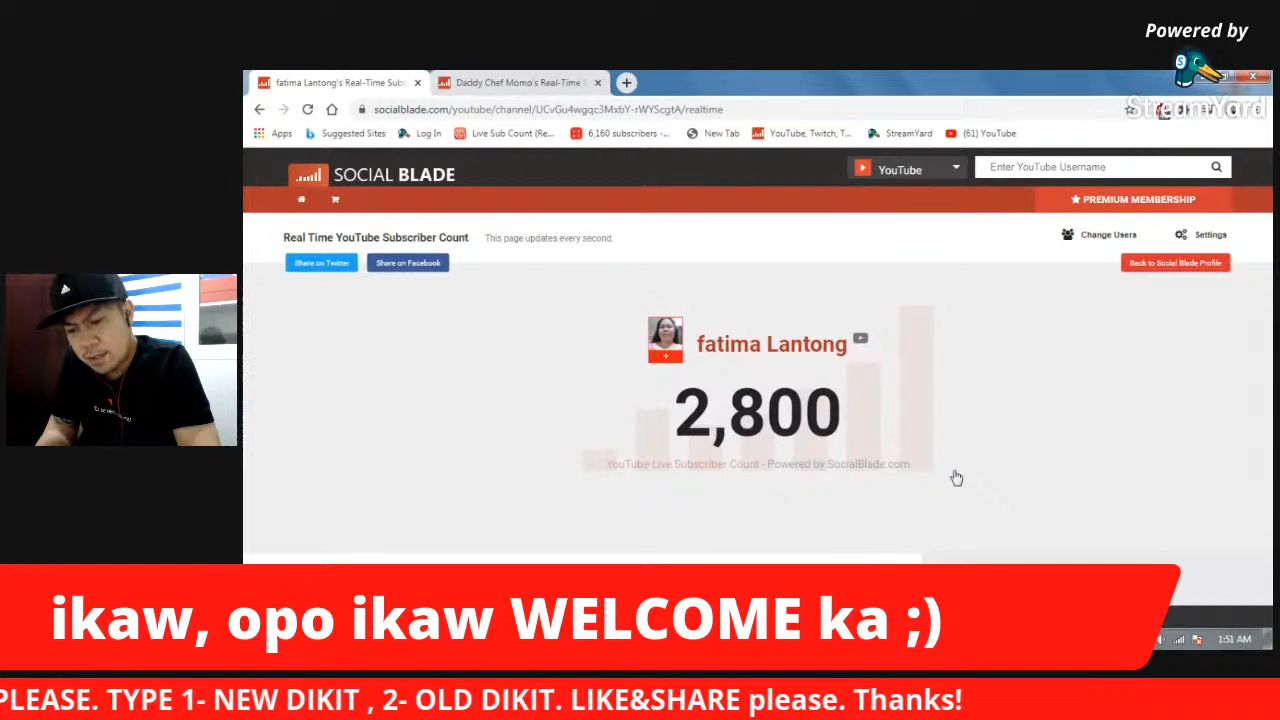 Powered by
StreamYard
fatima Lantong's Real-Time Subs
Daddy Chef Momo's Real-Time S
socialblade.com/youtube/channel/UCvGu4wgqc3MxbY-rWYScgtA/realtime
Apps Suggested Sites Log In Live Sub Count (Re... 6,160 subscribers -... New Tab YouTube, Twitch, T... StreamYard (61) YouTube
SOCIAL BLADE
YouTube
Enter YouTube Username
PREMIUM MEMBERSHIP
Real Time YouTube Subscriber Count This page updates every second.
Change Users Settings
Share on Twitter Share on Facebook
Back to Social Blade Profile
fatima Lantong
2,800
YouTube Live Subscriber Count - Powered by SocialBlade.com
ikaw, opo ikaw WELCOME ka ;)
1:51 AM
PLEASE. TYPE 1- NEW DIKIT , 2- OLD DIKIT. LIKE&SHARE please. Thanks!